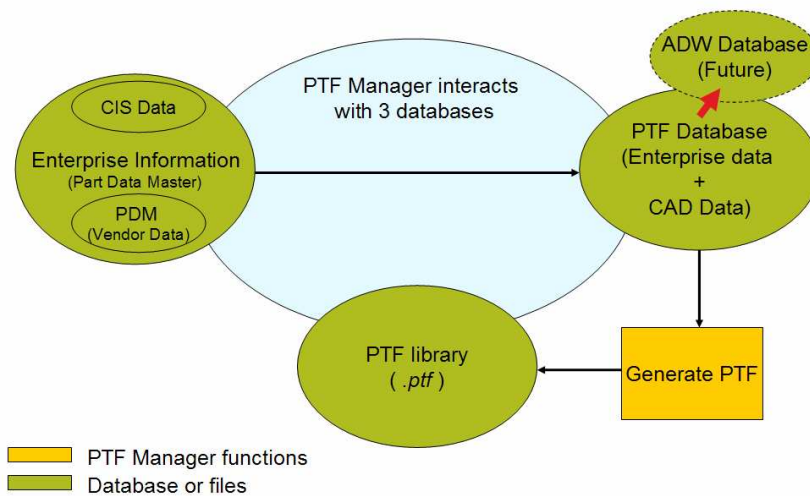 ADW Database
(Future)
PTF Manager interacts
with 3 databases
CIS Data
Enterprise Information
(Part Data Master)
PDM
(Vendor Data)
PTF Database
(Enterprise data
+
CAD Data)
PTF library
( .ptf )
Generate PTF
PTF Manager functions
Database or files